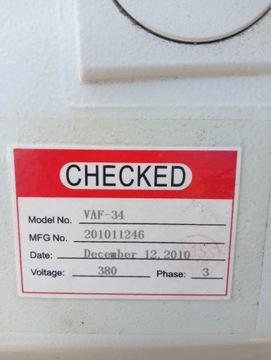 CHECKED
Model No. VAF-34
MFG No. 201011246
Date: December 12,2010
Voltage: 380 Phase: 3